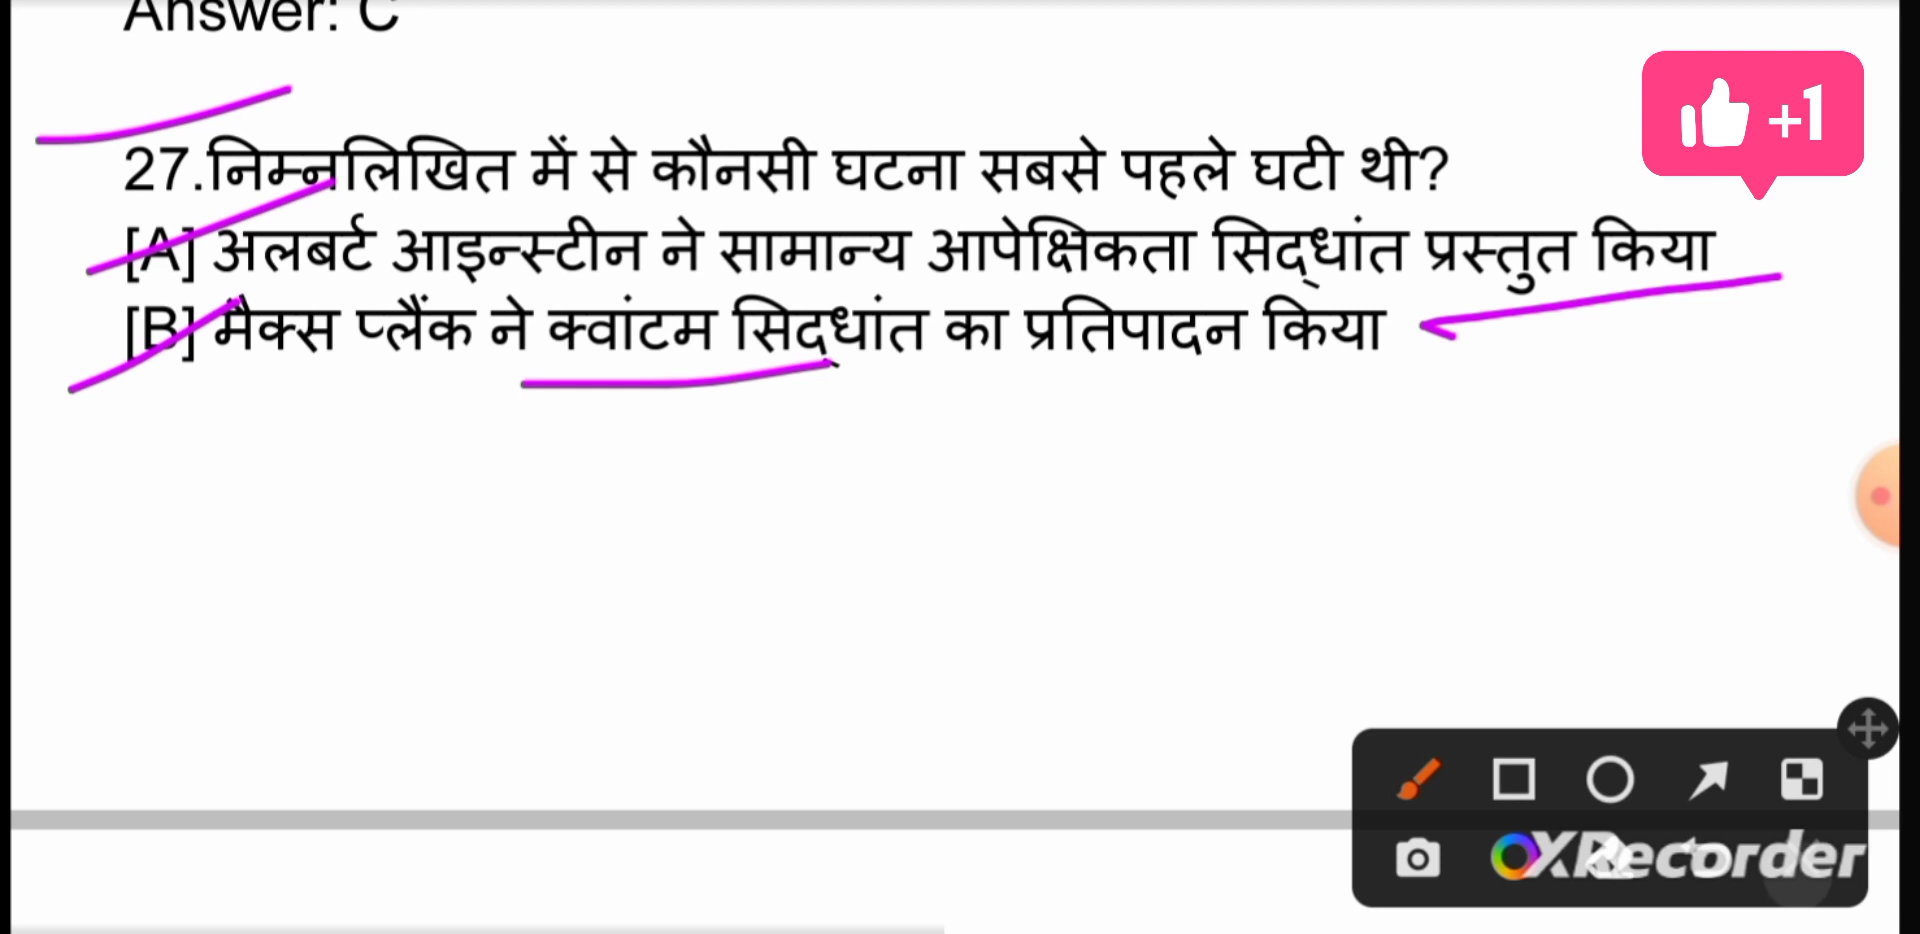 Answer: C
27.निम्नलिखित में से कौनसी घटना सबसे पहले घटी थी?
[A] अलबर्ट आइन्स्टीन ने सामान्य आपेक्षिकता सिद्धांत प्रस्तुत किया
[B] मैक्स प्लैंक ने क्वांटम सिद्धांत का प्रतिपादन किया
+1
XRecorder